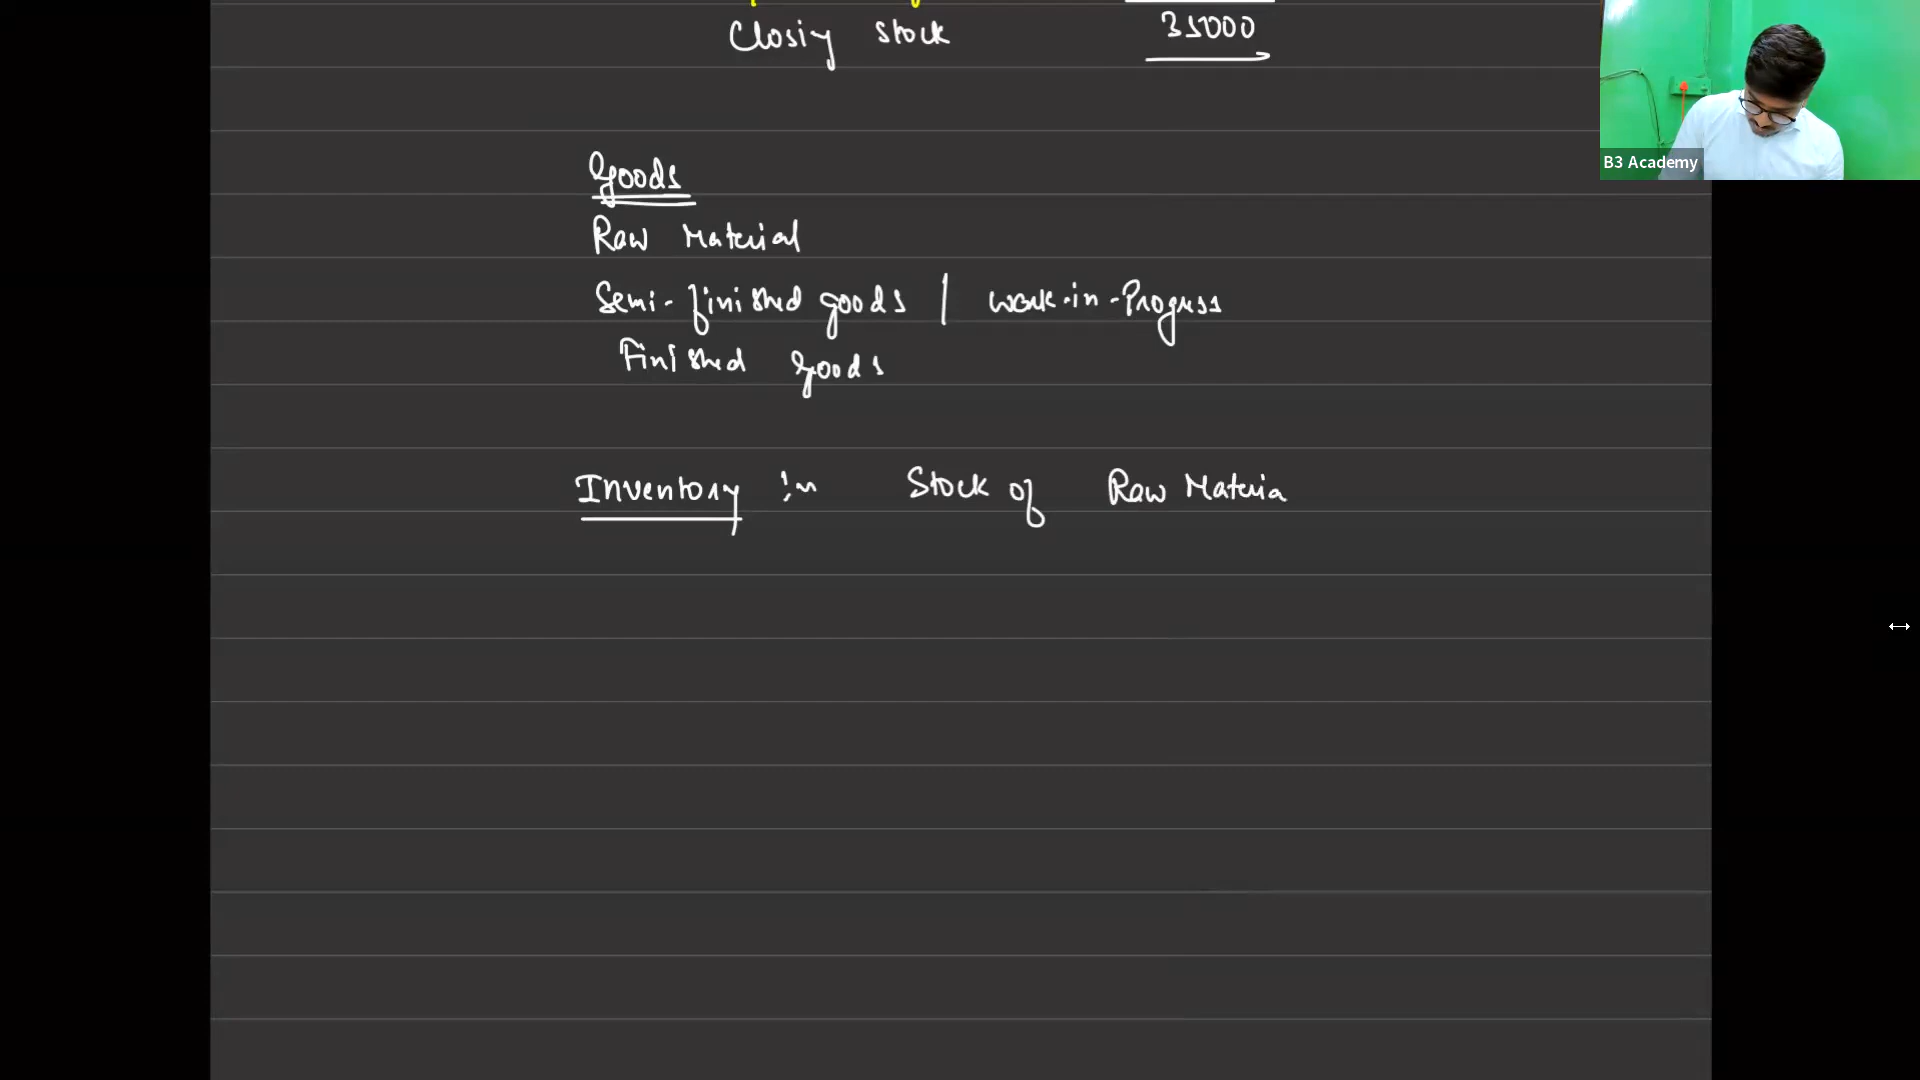 Closing Stock 35000
B3 Academy
Goods
Raw Material
Semi-finished goods | Work-in-Progress
Finished goods
Inventory :- Stock of Raw Materia